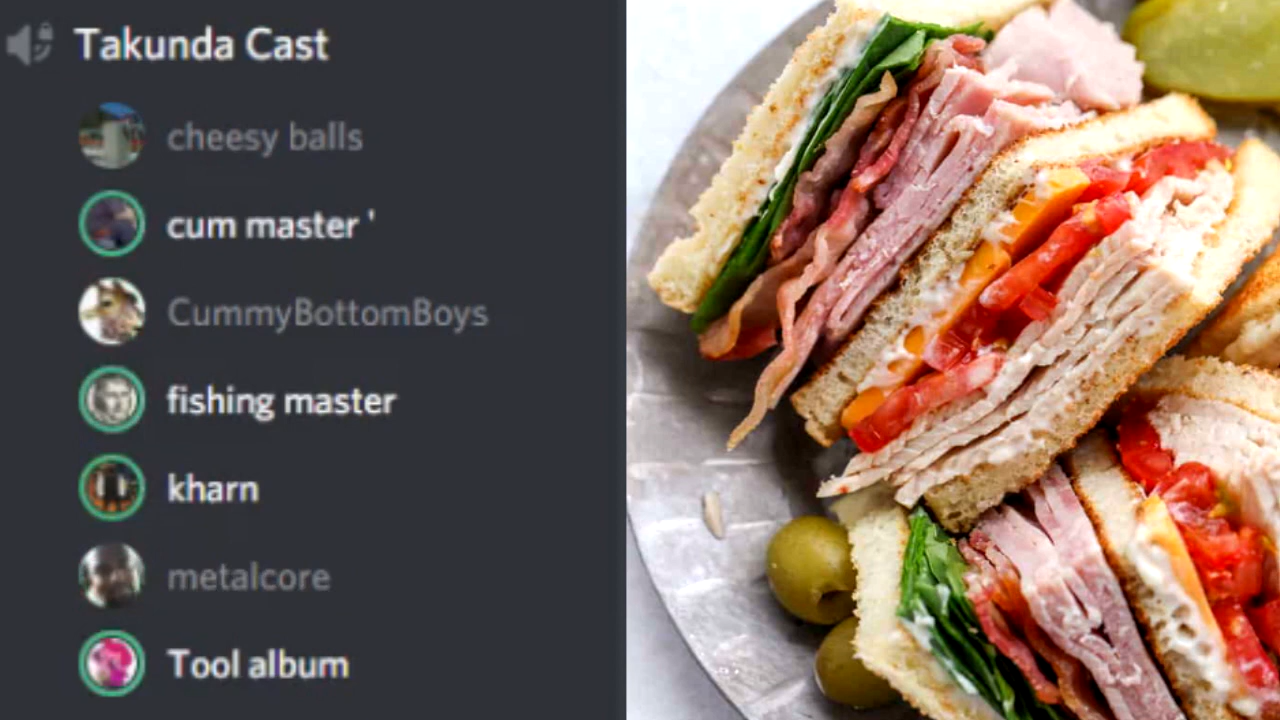 Takunda Cast
cheesy balls
cum master '
CummyBottomBoys
fishing master
kharn
metalcore
Tool album